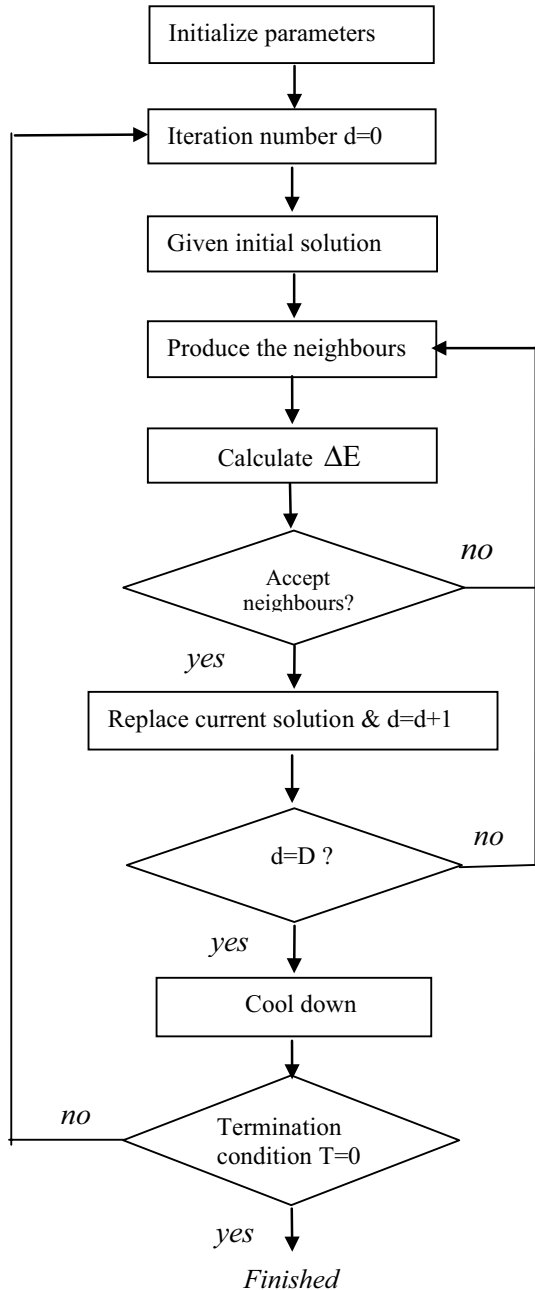 Initialize parameters
Iteration number d=0
Given initial solution
Produce the neighbours
Calculate ΔE
no
Accept
neighbours?
yes
Replace current solution & d=d+1
no
d=D ?
yes
Cool down
no
Termination
condition T=0
yes
Finished